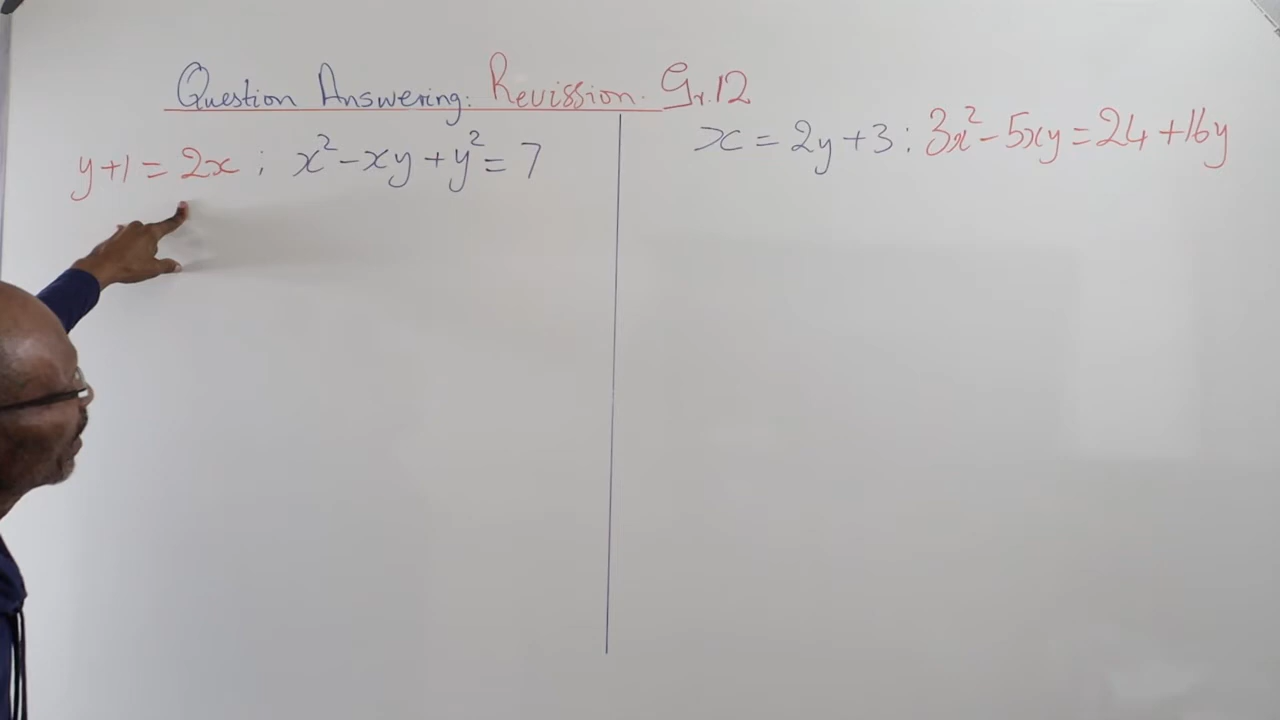 Question Answering: Revission. Gr.12
y+1 = 2x ; x² - xy + y² = 7
x = 2y + 3 : 3x² - 5xy = 24 + 16y